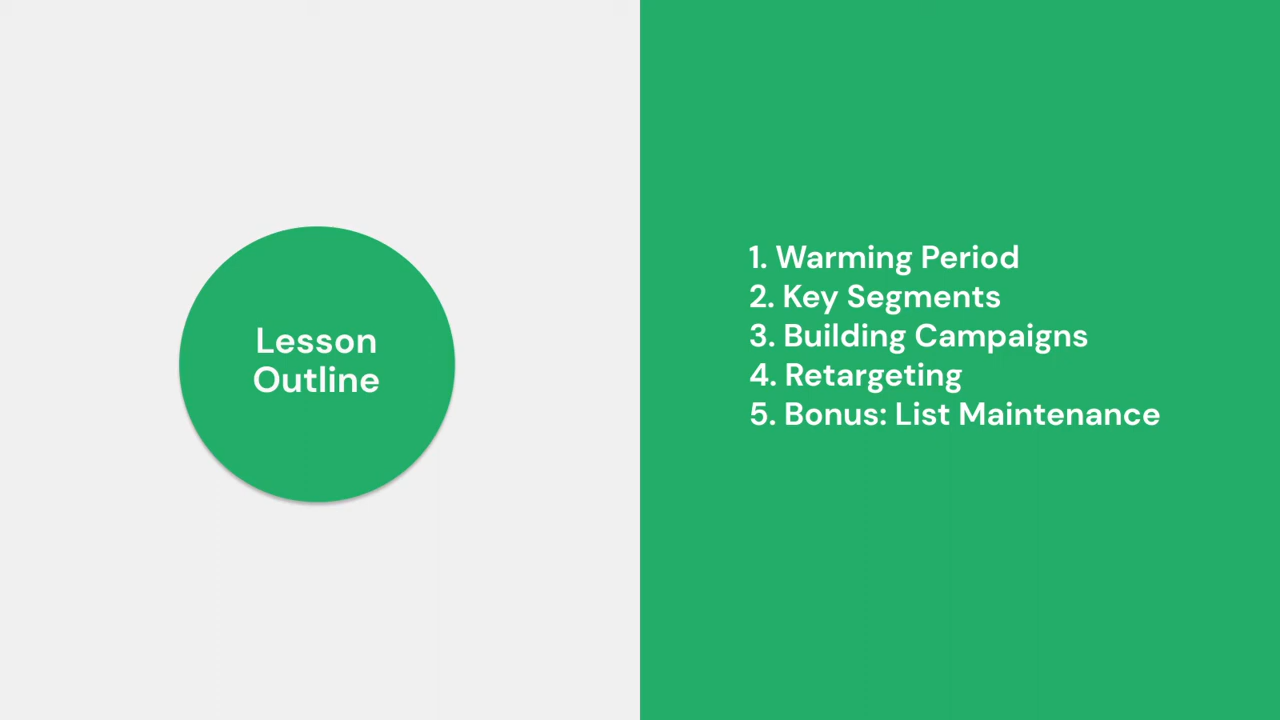 Lesson
Outline
1. Warming Period
2. Key Segments
3. Building Campaigns
4. Retargeting
5. Bonus: List Maintenance